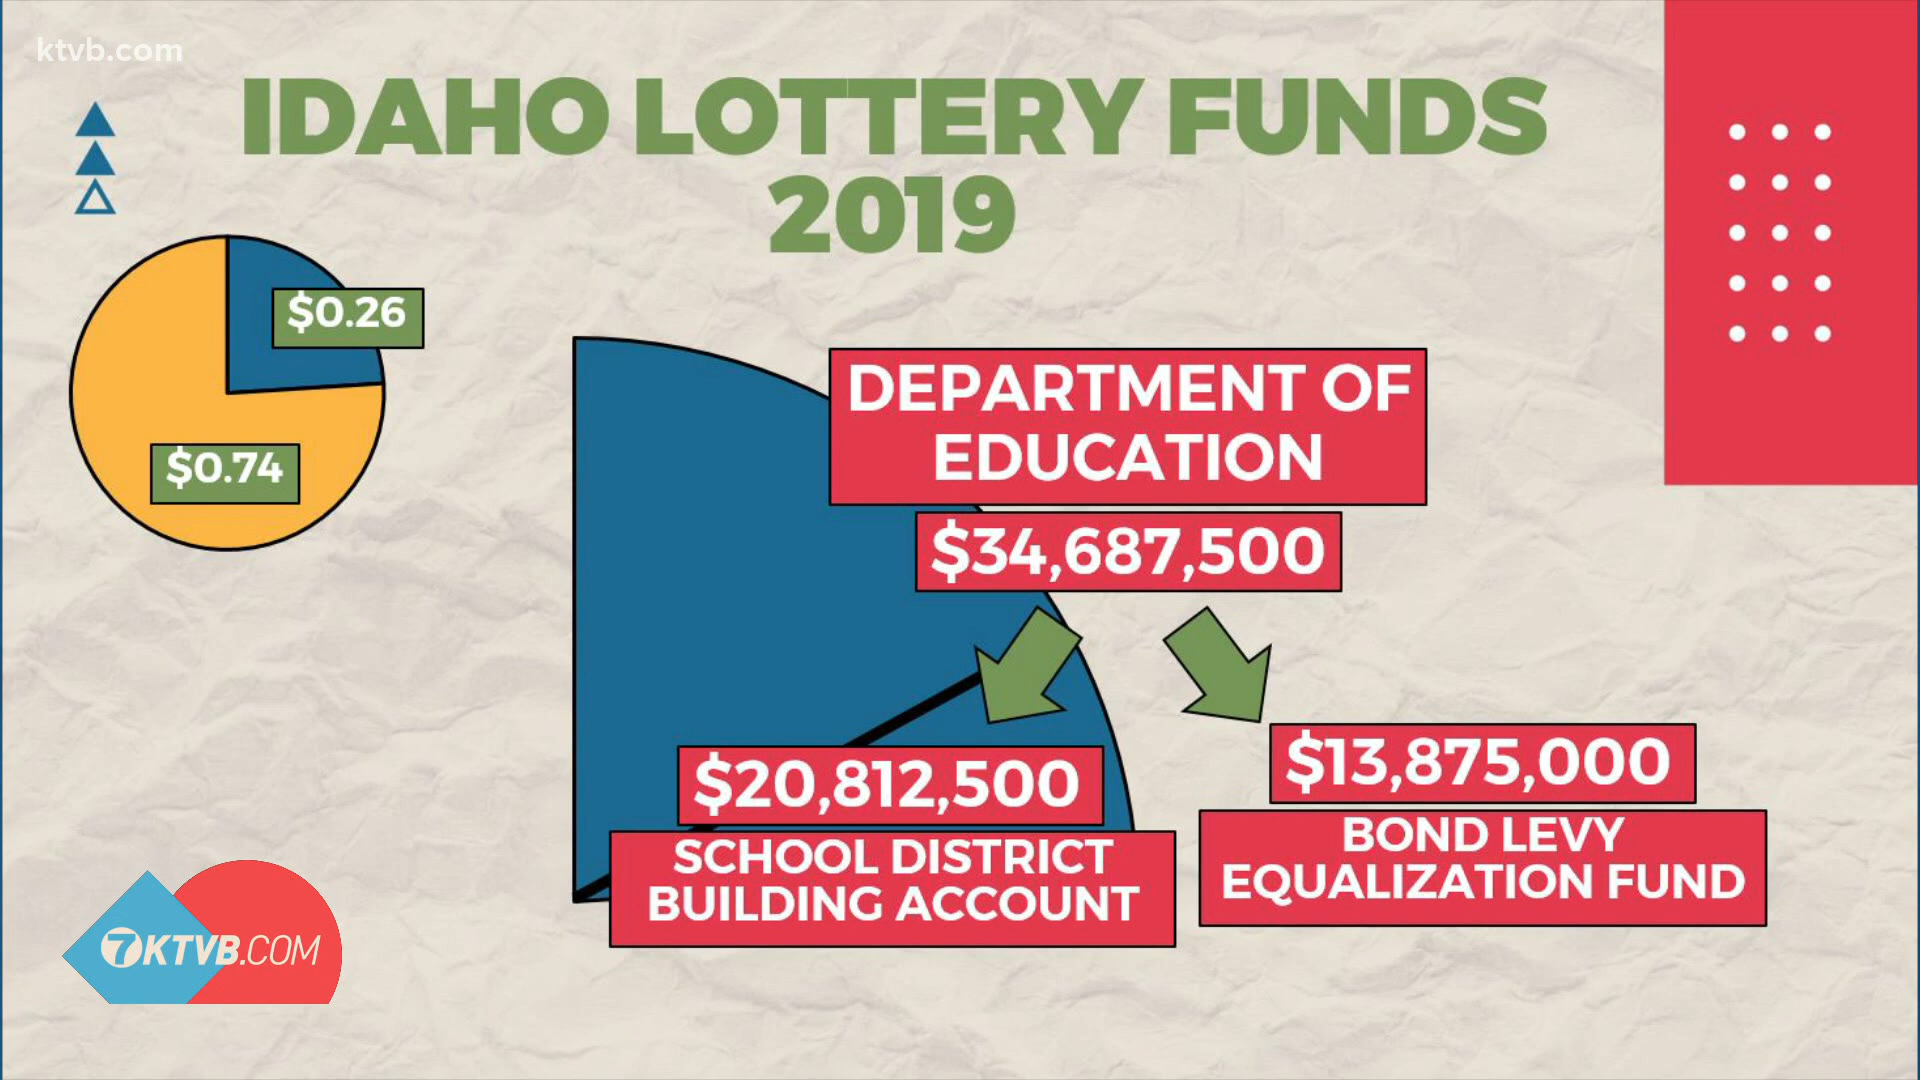 ktvb.com
IDAHO LOTTERY FUNDS
2019
$0.26
$0.74
DEPARTMENT OF
EDUCATION
$34,687,500
$20,812,500
SCHOOL DISTRICT
BUILDING ACCOUNT
$13,875,000
BOND LEVY
EQUALIZATION FUND
7KTVB.COM